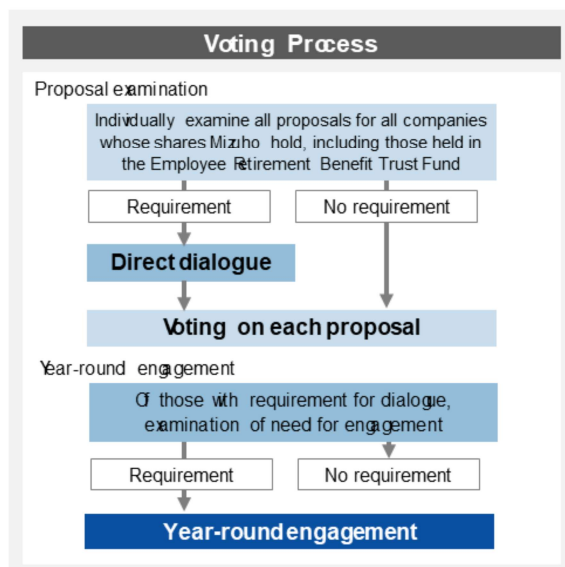 Voting Process
Proposal examination
Individually examine all proposals for all companies
whose shares Mizuho hold, including those held in
the Employee Retirement Benefit Trust Fund
Requirement
No requirement
Direct dialogue
Voting on each proposal
Year-round engagement
Of those with requirement for dialogue,
examination of need for engagement
Requirement
No requirement
Year-round engagement